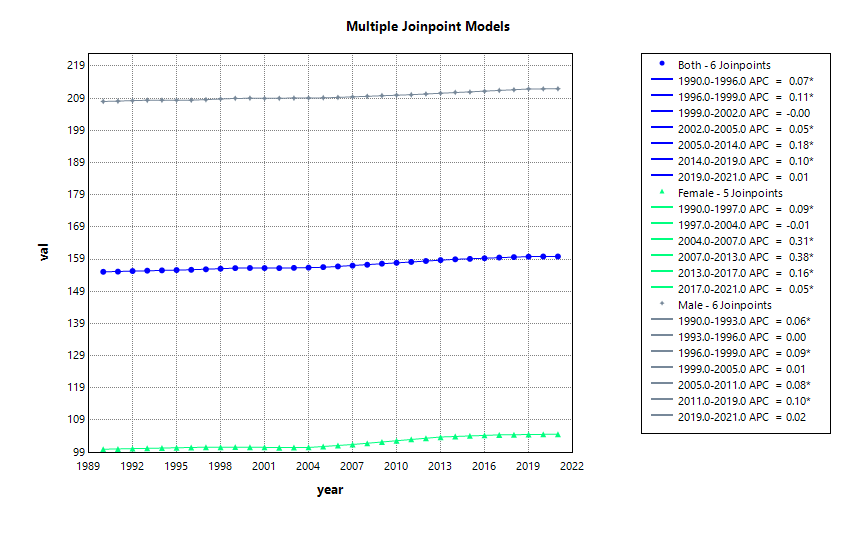 Multiple Joinpoint Models
219
209
199
189
179
169
159
149
139
129
119
109
99
val
1989 1992 1995 1998 2001 2004 2007 2010 2013 2016 2019 2022
year
Both - 6 Joinpoints
1990.0-1996.0 APC = 0.07*
1996.0-1999.0 APC = 0.11*
1999.0-2002.0 APC = -0.00
2002.0-2005.0 APC = 0.05*
2005.0-2014.0 APC = 0.18*
2014.0-2019.0 APC = 0.10*
2019.0-2021.0 APC = 0.01
Female - 5 Joinpoints
1990.0-1997.0 APC = 0.09*
1997.0-2004.0 APC = -0.01
2004.0-2007.0 APC = 0.31*
2007.0-2013.0 APC = 0.38*
2013.0-2017.0 APC = 0.16*
2017.0-2021.0 APC = 0.05*
Male - 6 Joinpoints
1990.0-1993.0 APC = 0.06*
1993.0-1996.0 APC = 0.00
1996.0-1999.0 APC = 0.09*
1999.0-2005.0 APC = 0.01
2005.0-2011.0 APC = 0.08*
2011.0-2019.0 APC = 0.10*
2019.0-2021.0 APC = 0.02